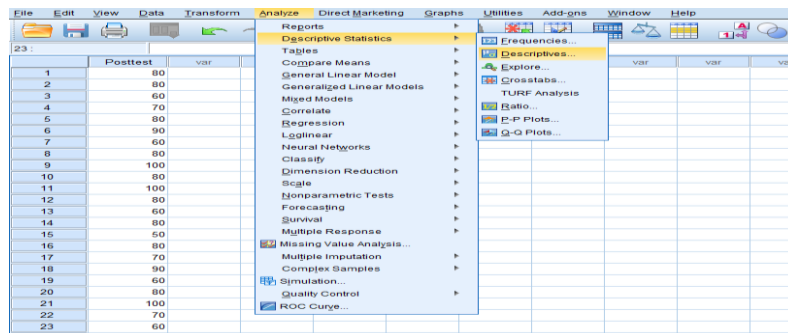 File Edit View Data Transform Analyze Direct Marketing Graphs Utilities Add-ons Window Help
23 :
Posttest var var var va
1 80
2 80
3 60
4 70
5 80
6 90
7 60
8 80
9 100
10 80
11 100
12 80
13 60
14 80
15 50
16 80
17 70
18 90
19 60
20 80
21 100
22 70
23 60
Reports
Descriptive Statistics
Tables
Compare Means
General Linear Model
Generalized Linear Models
Mixed Models
Correlate
Regression
Loglinear
Neural Networks
Classify
Dimension Reduction
Scale
Nonparametric Tests
Forecasting
Survival
Multiple Response
Missing Value Analysis...
Multiple Imputation
Complex Samples
Simulation...
Quality Control
ROC Curve...
Frequencies...
Descriptives...
Explore...
Crosstabs...
TURF Analysis
Ratio...
P-P Plots...
Q-Q Plots...